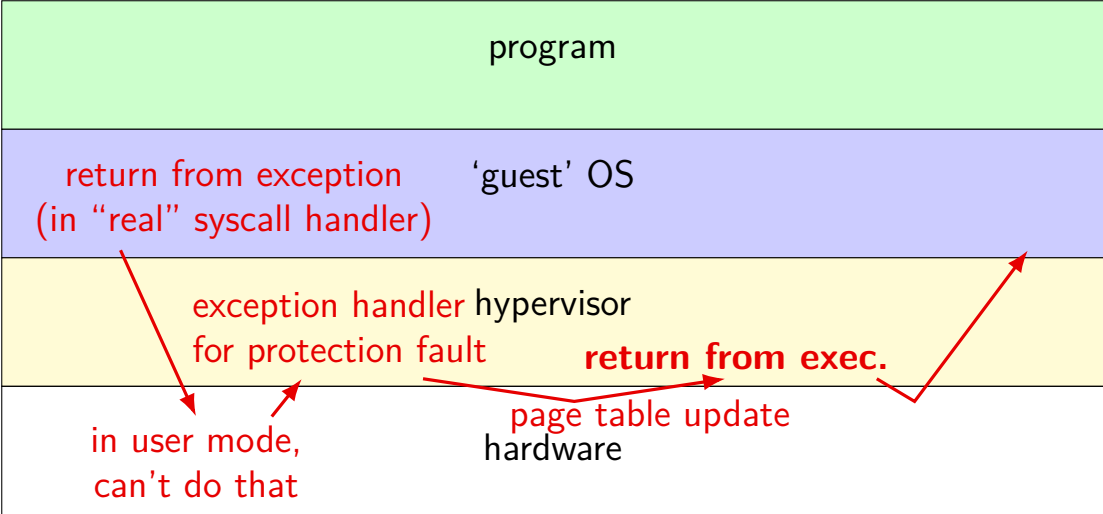 program
return from exception
(in “real” syscall handler)
‘guest’ OS
exception handler
for protection fault
hypervisor
return from exec.
page table update
in user mode,
can't do that
hardware